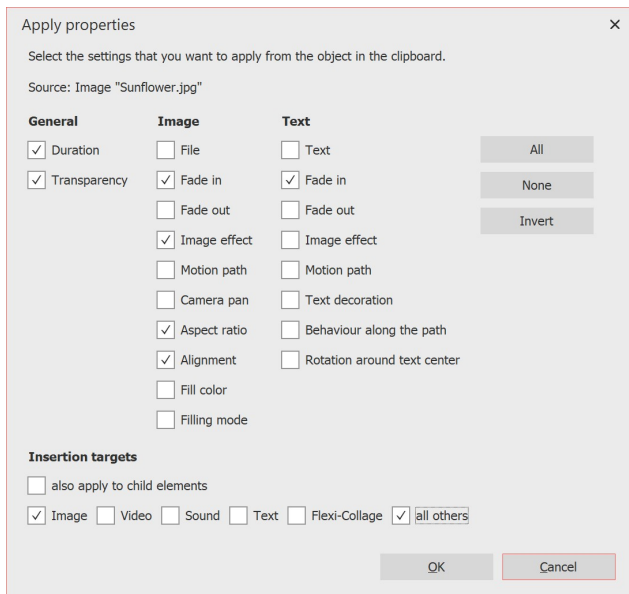 Apply properties
Select the settings that you want to apply from the object in the clipboard.
Source: Image "Sunflower.jpg"
General Image Text
Duration File Text All
Transparency Fade in Fade in None
Fade out Fade out Invert
Image effect Image effect
Motion path Motion path
Camera pan Text decoration
Aspect ratio Behaviour along the path
Alignment Rotation around text center
Fill color
Filling mode
Insertion targets
also apply to child elements
Image Video Sound Text Flexi-Collage all others
OK Cancel